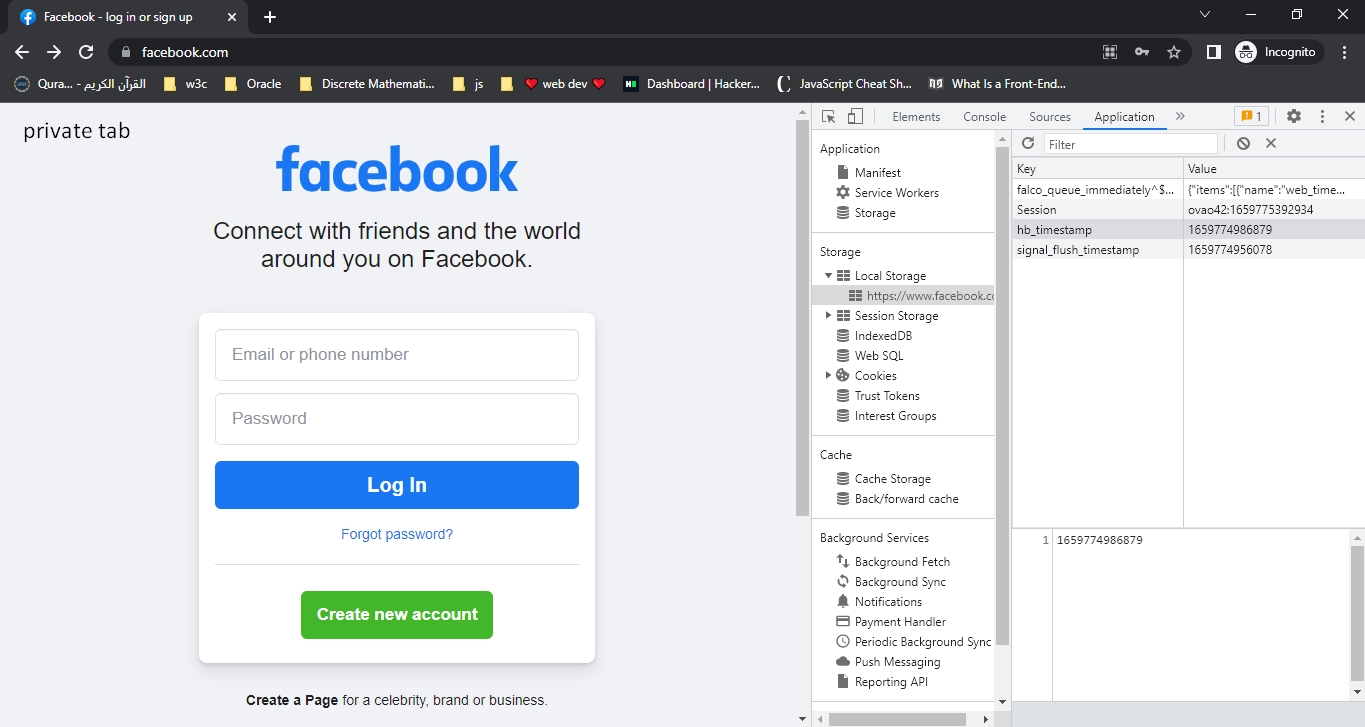 Facebook - log in or sign up
facebook.com
Incognito
Qura... - القرآن الكريم
w3c
Oracle
Discrete Mathemati...
js
web dev
Dashboard | Hacker...
JavaScript Cheat Sh...
What Is a Front-End...
private tab
facebook
Connect with friends and the world
around you on Facebook.
Email or phone number
Password
Log In
Forgot password?
Create new account
Create a Page for a celebrity, brand or business.
Elements Console Sources Application » 1
Application
Manifest
Service Workers
Storage
Storage
Local Storage
https://www.facebook.co
Session Storage
IndexedDB
Web SQL
Cookies
Trust Tokens
Interest Groups
Cache
Cache Storage
Back/forward cache
Background Services
Background Fetch
Background Sync
Notifications
Payment Handler
Periodic Background Sync
Push Messaging
Reporting API
Filter
Key Value
falco_queue_immediately^$... {"items":[{"name":"web_time...
Session ovao42:1659775392934
hb_timestamp 1659774986879
signal_flush_timestamp 1659774956078
1 1659774986879